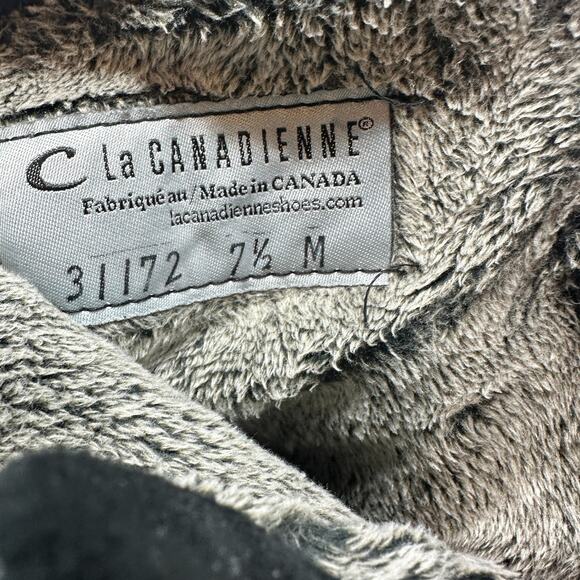 La CANADIENNE®
Fabriqué au/Made in CANADA
lacanadienneshoes.com
31172 7½ M